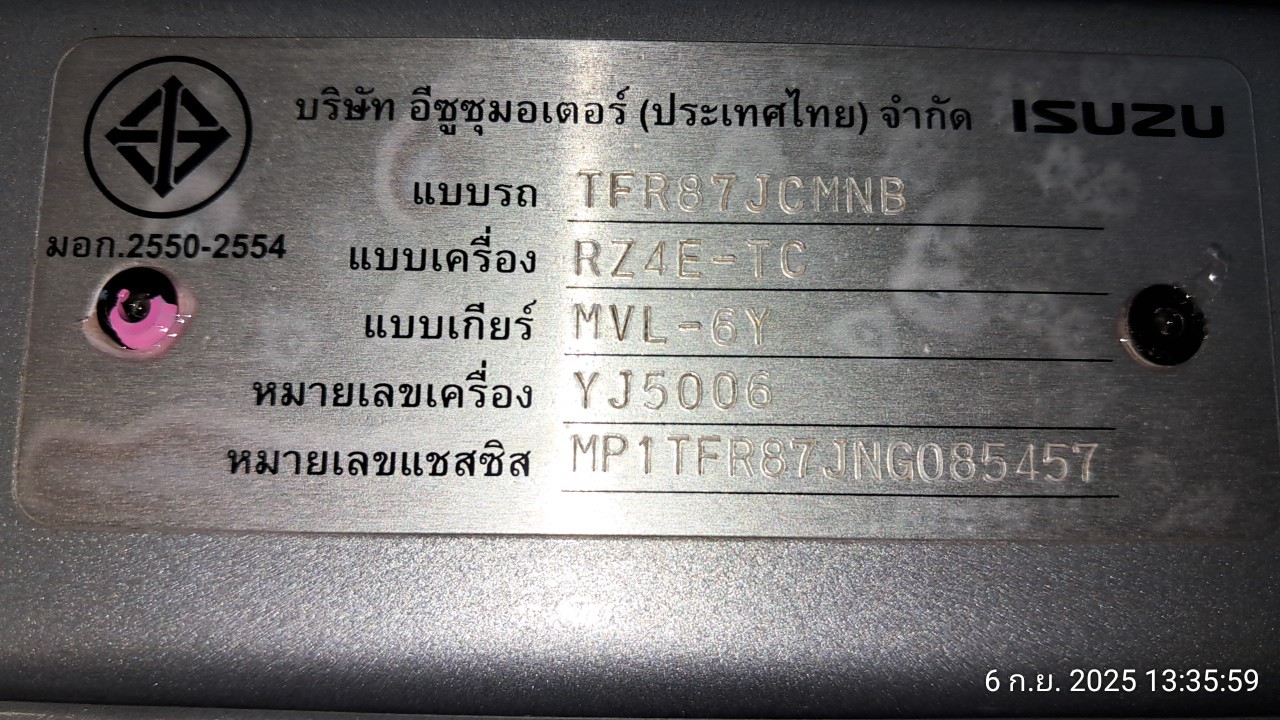 บริษัท อีซูซุมอเตอร์ (ประเทศไทย) จำกัด ISUZU
มอก.2550-2554
แบบรถ TFR87JCMNB
แบบเครื่อง RZ4E-TC
แบบเกียร์ MVL-6Y
หมายเลขเครื่อง YJ5006
หมายเลขแชสซิส MP1TFR87JNG085457
6 ก.ย. 2025 13:35:59